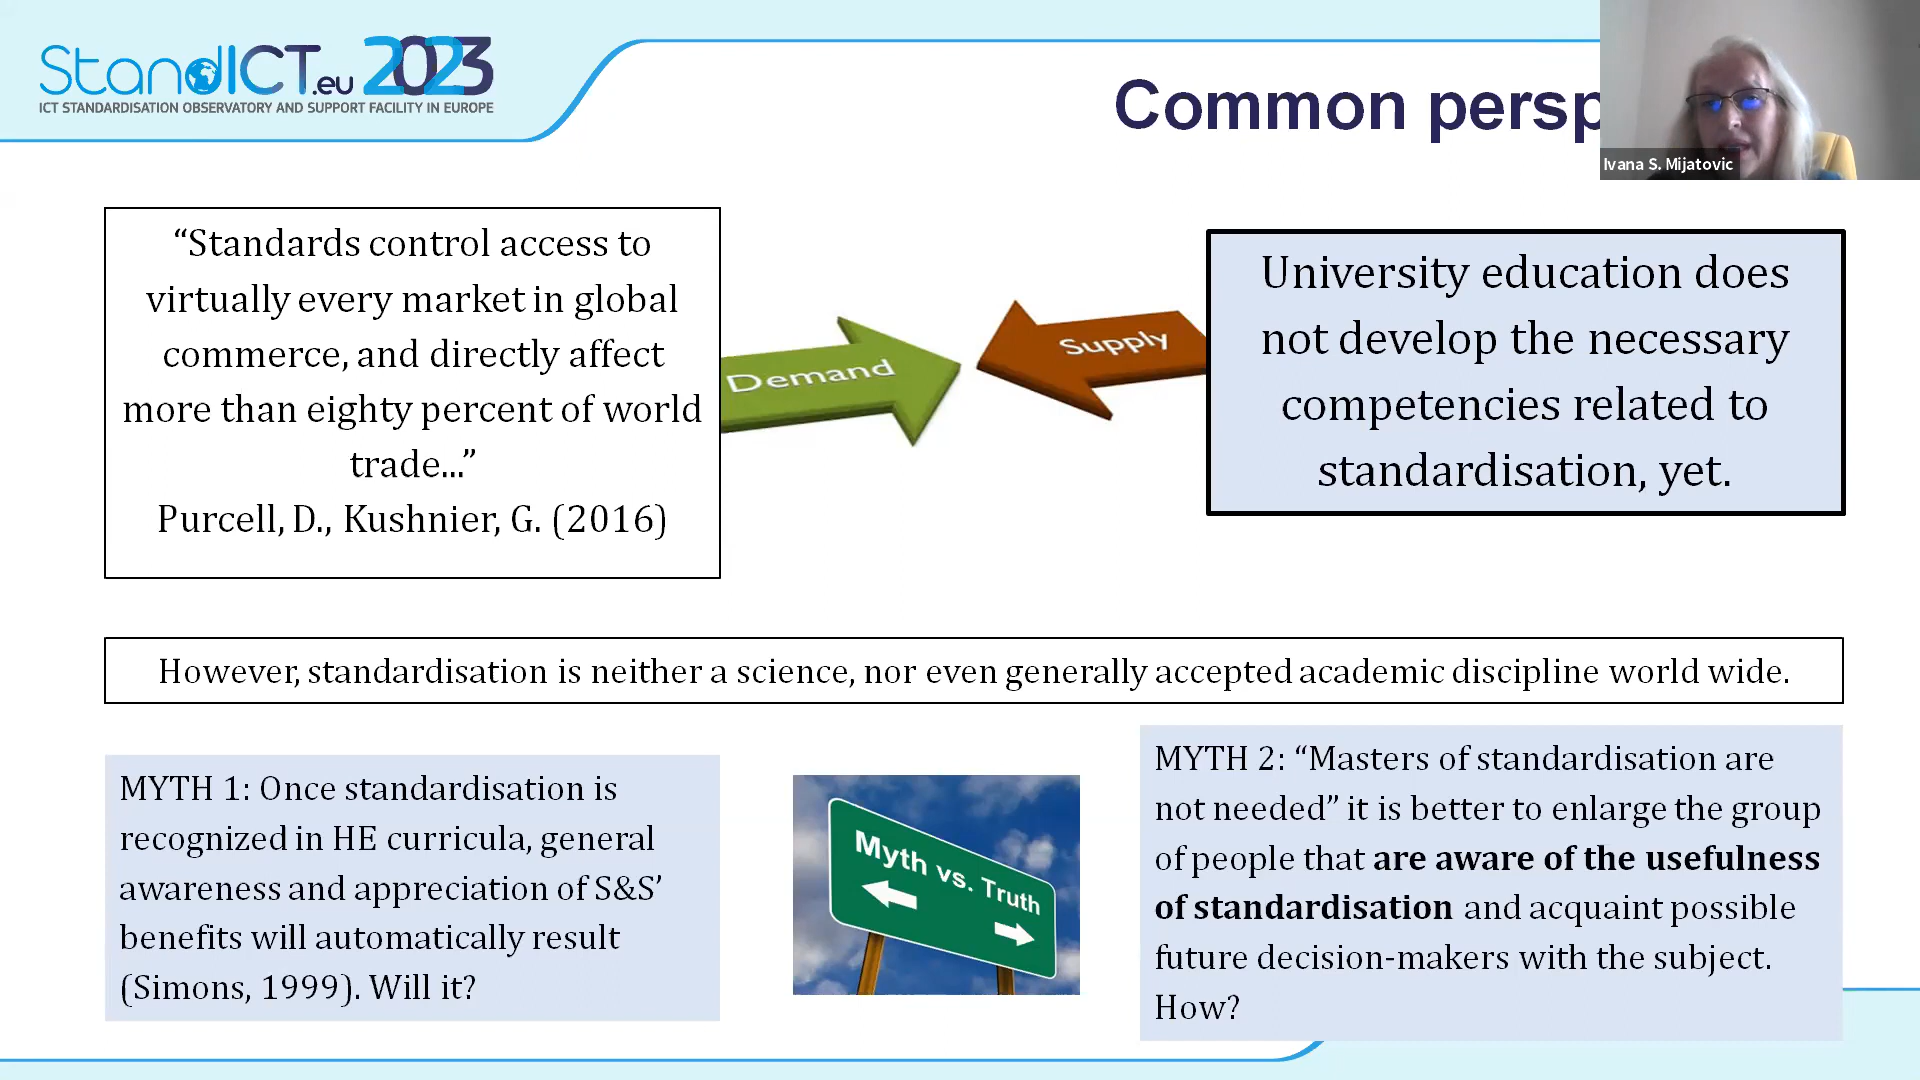 StandICT.eu 2023
ICT STANDARDISATION OBSERVATORY AND SUPPORT FACILITY IN EUROPE
Common persp
Ivana S. Mijatovic
“Standards control access to
virtually every market in global
commerce, and directly affect
more than eighty percent of world
trade...”
Purcell, D., Kushnier, G. (2016)
Demand
Supply
University education does
not develop the necessary
competencies related to
standardisation, yet.
However, standardisation is neither a science, nor even generally accepted academic discipline world wide.
MYTH 1: Once standardisation is
recognized in HE curricula, general
awareness and appreciation of S&S’
benefits will automatically result
(Simons, 1999). Will it?
Myth vs. Truth
MYTH 2: “Masters of standardisation are
not needed” it is better to enlarge the group
of people that are aware of the usefulness
of standardisation and acquaint possible
future decision-makers with the subject.
How?